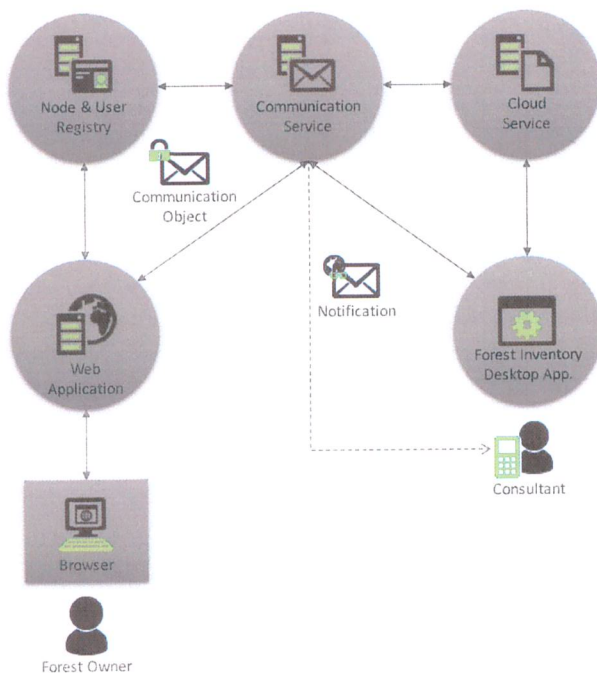 Node & User
Registry
Communication
Service
Cloud
Service
Communication
Object
Notification
Web
Application
Forest Inventory
Desktop App.
Consultant
Browser
Forest Owner